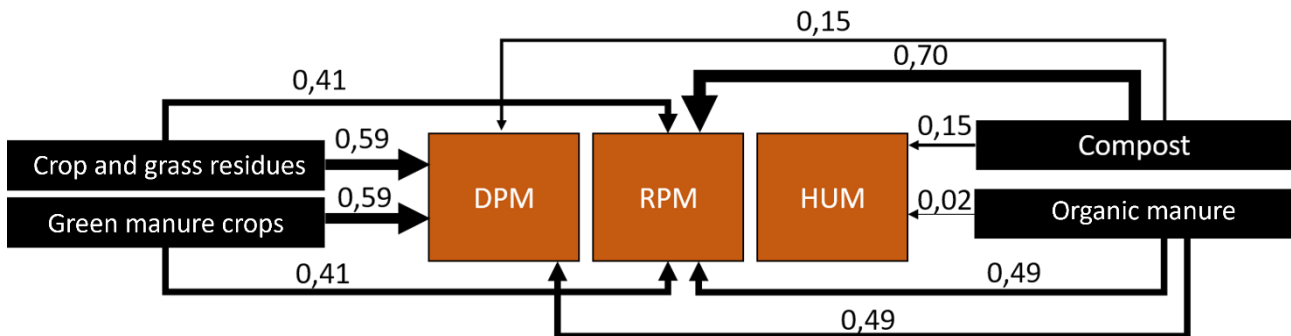 0,15
0,70
0,41
0,59
Crop and grass residues
0,59
Green manure crops
DPM
RPM
HUM
0,15
Compost
0,02
Organic manure
0,41
0,49
0,49